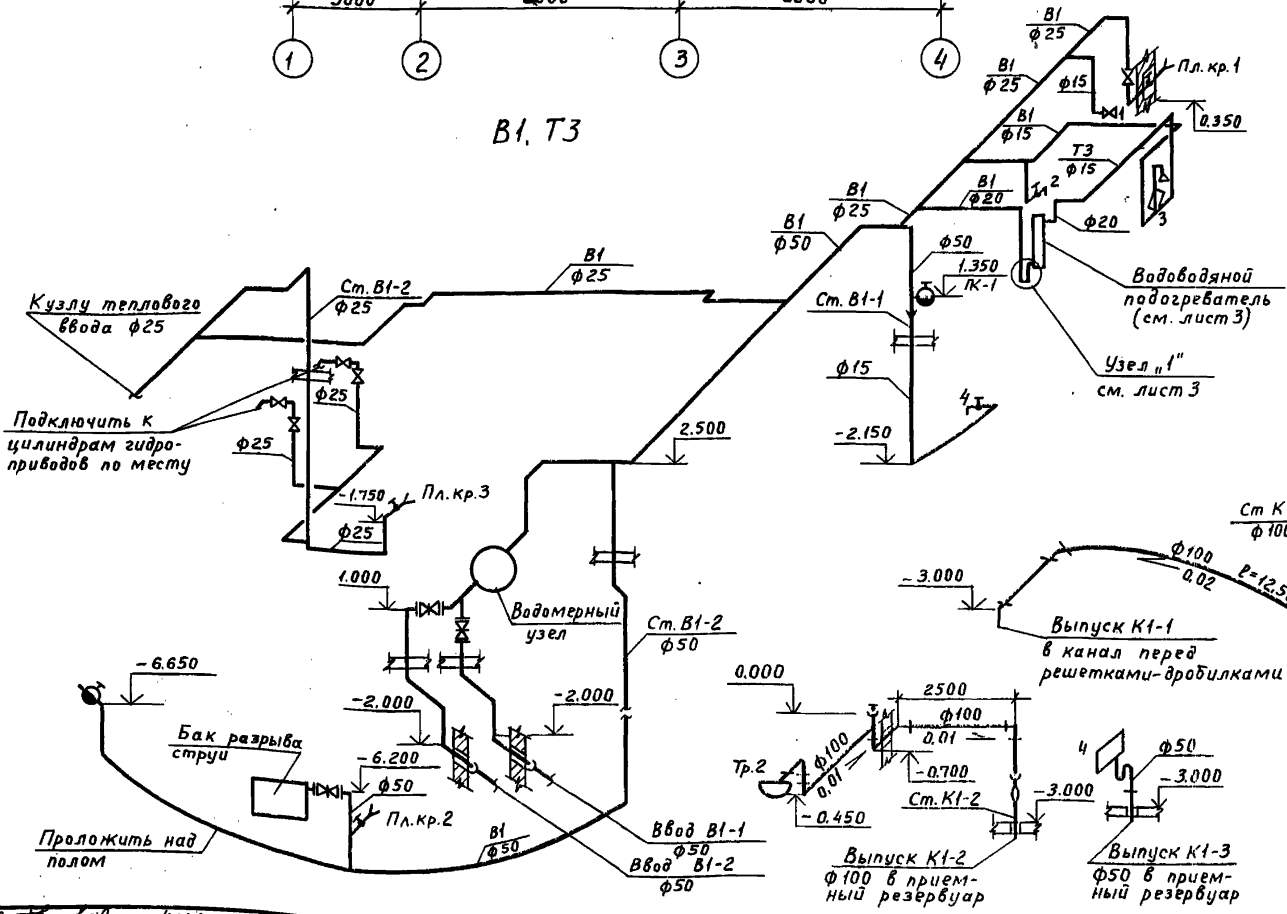 1
2
3
4
В1, Т3
В1
ф25
Пл.кр.1
В1
ф25
ф15
1
0.350
В1
ф15
Т3
ф15
2
В1
ф20
3
ф20
В1
ф25
В1
ф50
ф50
1.350
ПК-1
Ст. В1-1
Водоводяной
подогреватель
(см. лист 3)
Узел „1"
см. лист 3
ф15
4
-2.150
2.500
В1
ф25
Ст. В1-2
ф25
К узлу теплового
ввода ф25
Подключить к
цилиндрам гидро-
приводов по месту
ф25
ф25
-1.750
Пл.кр.3
ф25
1.000
Водомерный
узел
Ст. В1-2
ф50
-6.650
-2.000
-2.000
Бак разрыва
струи
-6.200
ф50
Пл.кр.2
Проложить над
полом
В1
ф50
Ввод В1-1
ф50
Ввод В1-2
ф50
Ст К
ф100
ф100
0.02
ℓ=12.50
-3.000
Выпуск К1-1
в канал перед
решетками-дробилками
0.000
2500
ф100
0.01
ф100
0.01
Тр.2
-0.450
-0.700
Ст. К1-2
-3.000
Выпуск К1-2
ф100 в прием-
ный резервуар
4
ф50
-3.000
Выпуск К1-3
ф50 в прием-
ный резервуар